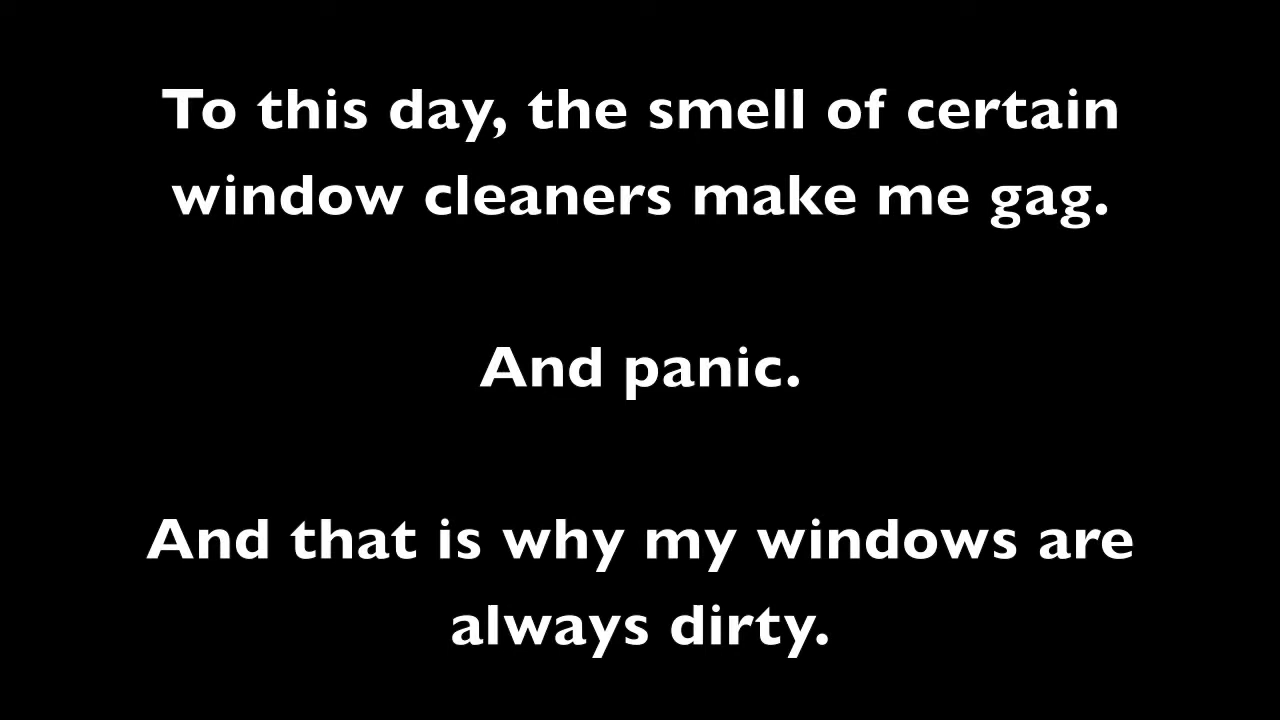 To this day, the smell of certain
window cleaners make me gag.
And panic.
And that is why my windows are
always dirty.